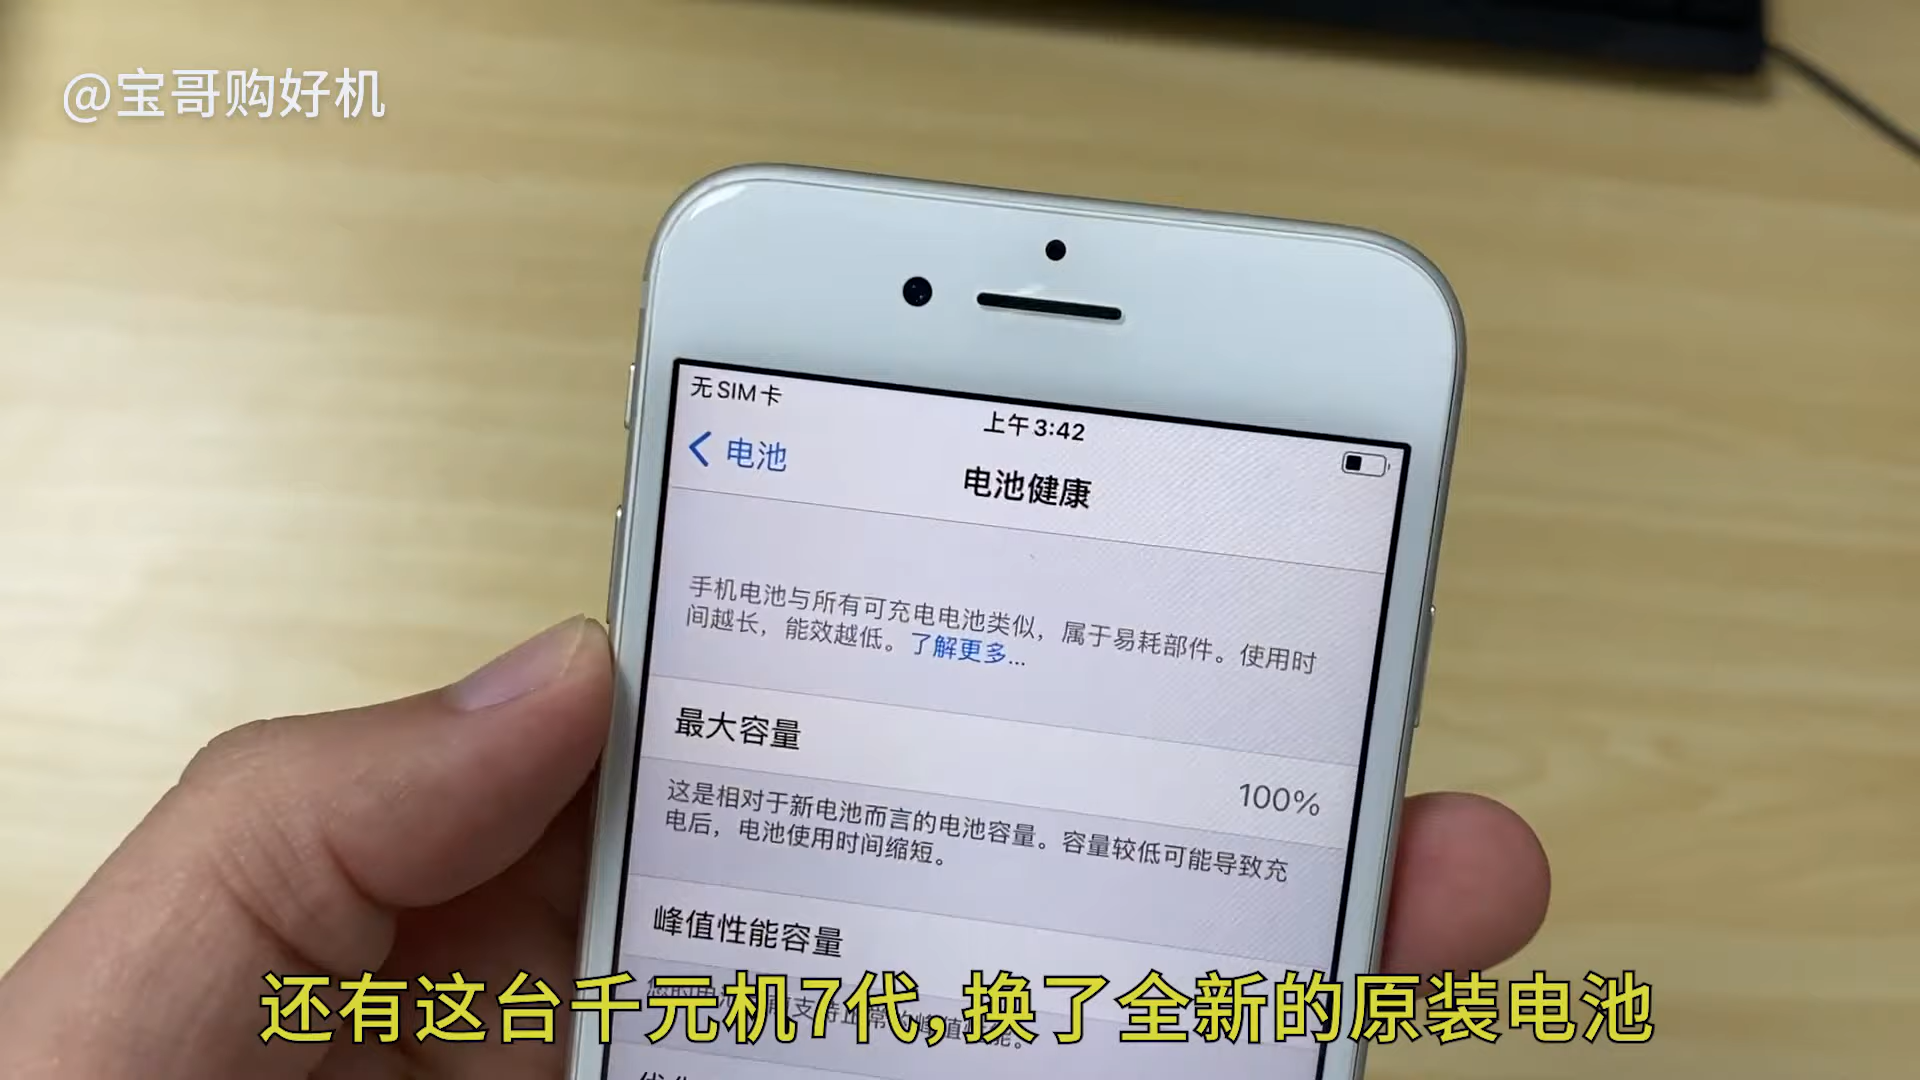 @宝哥购好机
无SIM卡
上午3:42
电池
电池健康
手机电池与所有可充电电池类似，属于易耗部件。使用时
间越长，能效越低。了解更多...
最大容量
100%
这是相对于新电池而言的电池容量。容量较低可能导致充
电后，电池使用时间缩短。
峰值性能容量
还有这台千元机7代，换了全新的原装电池